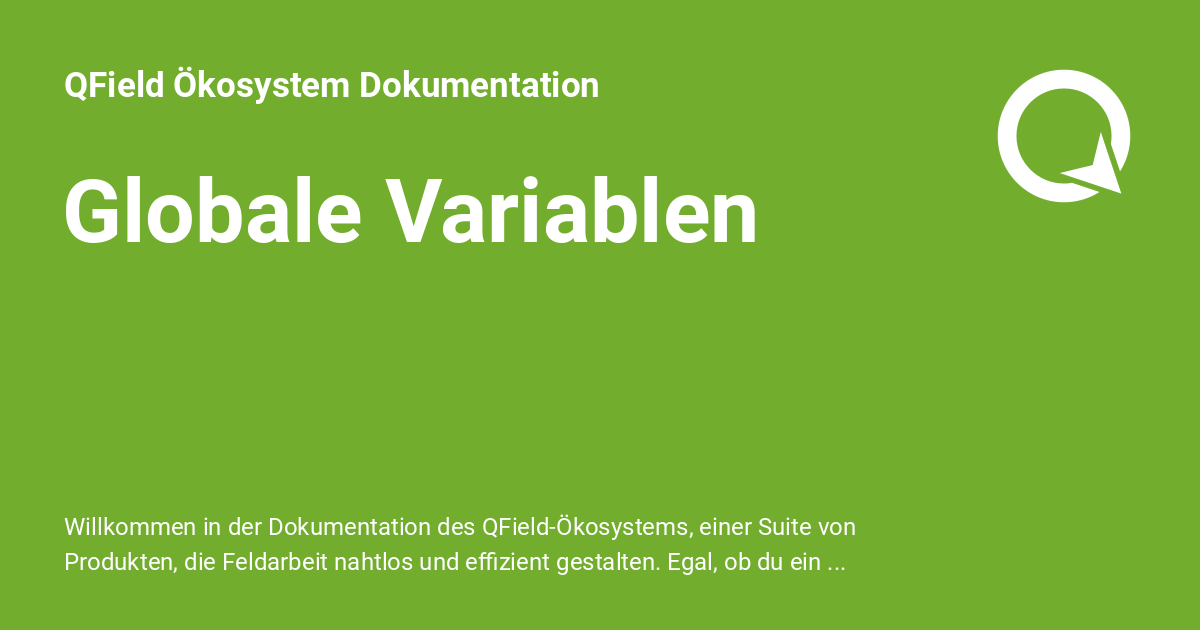 QField Ökosystem Dokumentation
Globale Variablen
Willkommen in der Dokumentation des QField-Ökosystems, einer Suite von
Produkten, die Feldarbeit nahtlos und effizient gestalten. Egal, ob du ein ...